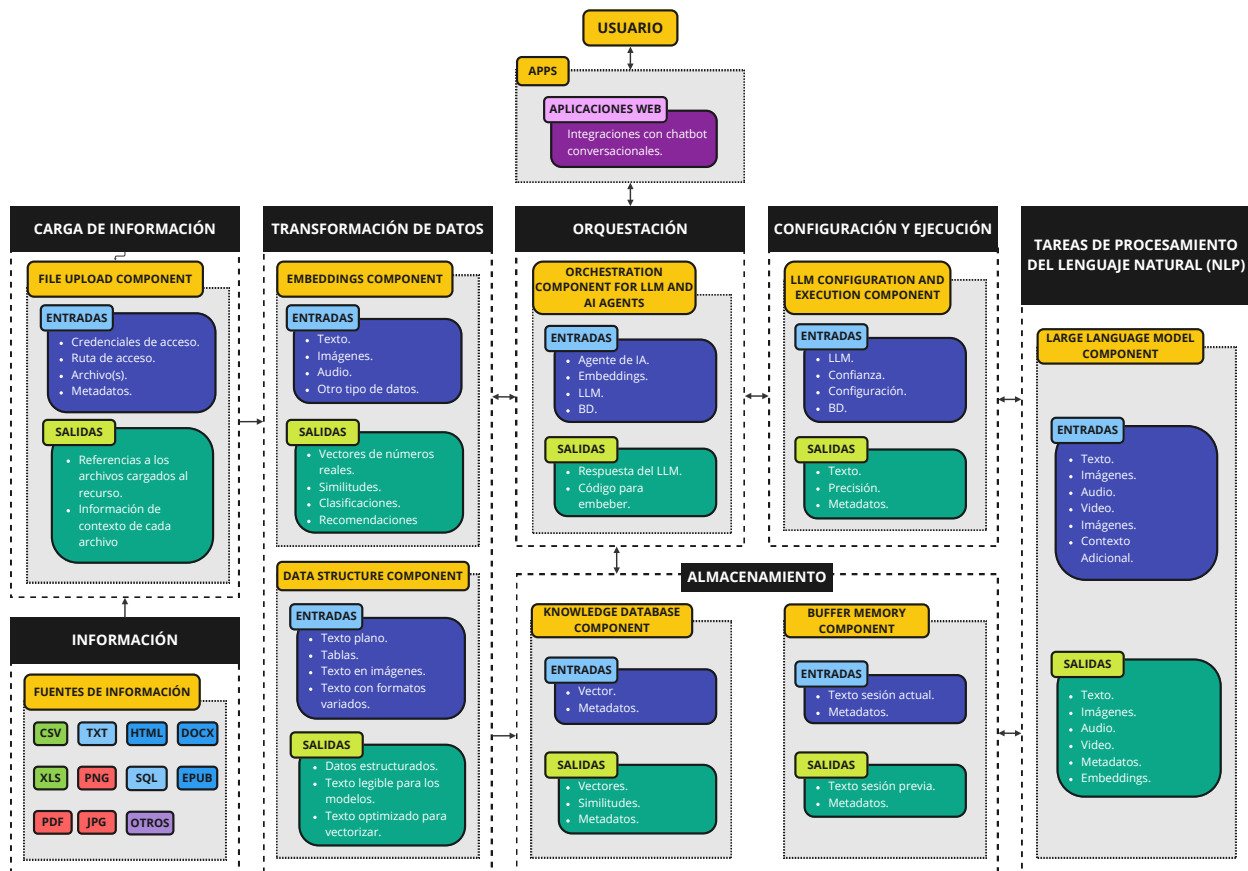 USUARIO
APPS
APLICACIONES WEB
Integraciones con chatbot
conversacionales.
CARGA DE INFORMACIÓN
FILE UPLOAD COMPONENT
ENTRADAS
Credenciales de acceso.
Ruta de acceso.
Archivo(s).
Metadatos.
SALIDAS
Referencias a los
archivos cargados al
recurso.
Información de
contexto de cada
archivo
INFORMACIÓN
FUENTES DE INFORMACIÓN
CSV TXT HTML DOCX
XLS PNG SQL EPUB
PDF JPG OTROS
TRANSFORMACIÓN DE DATOS
EMBEDDINGS COMPONENT
ENTRADAS
Texto.
Imágenes.
Audio.
Otro tipo de datos.
SALIDAS
Vectores de números
reales.
Similitudes.
Clasificaciones.
Recomendaciones
DATA STRUCTURE COMPONENT
ENTRADAS
Texto plano.
Tablas.
Texto en imágenes.
Texto con formatos
variados.
SALIDAS
Datos estructurados.
Texto legible para los
modelos.
Texto optimizado para
vectorizar.
ORQUESTACIÓN
ORCHESTRATION
COMPONENT FOR LLM AND
AI AGENTS
ENTRADAS
Agente de IA.
Embeddings.
LLM.
BD.
SALIDAS
Respuesta del LLM.
Código para
embeber.
CONFIGURACIÓN Y EJECUCIÓN
LLM CONFIGURATION AND
EXECUTION COMPONENT
ENTRADAS
LLM.
Confianza.
Configuración.
BD.
SALIDAS
Texto.
Precisión.
Metadatos.
ALMACENAMIENTO
KNOWLEDGE DATABASE
COMPONENT
ENTRADAS
Vector.
Metadatos.
SALIDAS
Vectores.
Similitudes.
Metadatos.
BUFFER MEMORY
COMPONENT
ENTRADAS
Texto sesión actual.
Metadatos.
SALIDAS
Texto sesión previa.
Metadatos.
TAREAS DE PROCESAMIENTO
DEL LENGUAJE NATURAL (NLP)
LARGE LANGUAGE MODEL
COMPONENT
ENTRADAS
Texto.
Imágenes.
Audio.
Video.
Imágenes.
Contexto
Adicional.
SALIDAS
Texto.
Imágenes.
Audio.
Video.
Metadatos.
Embeddings.